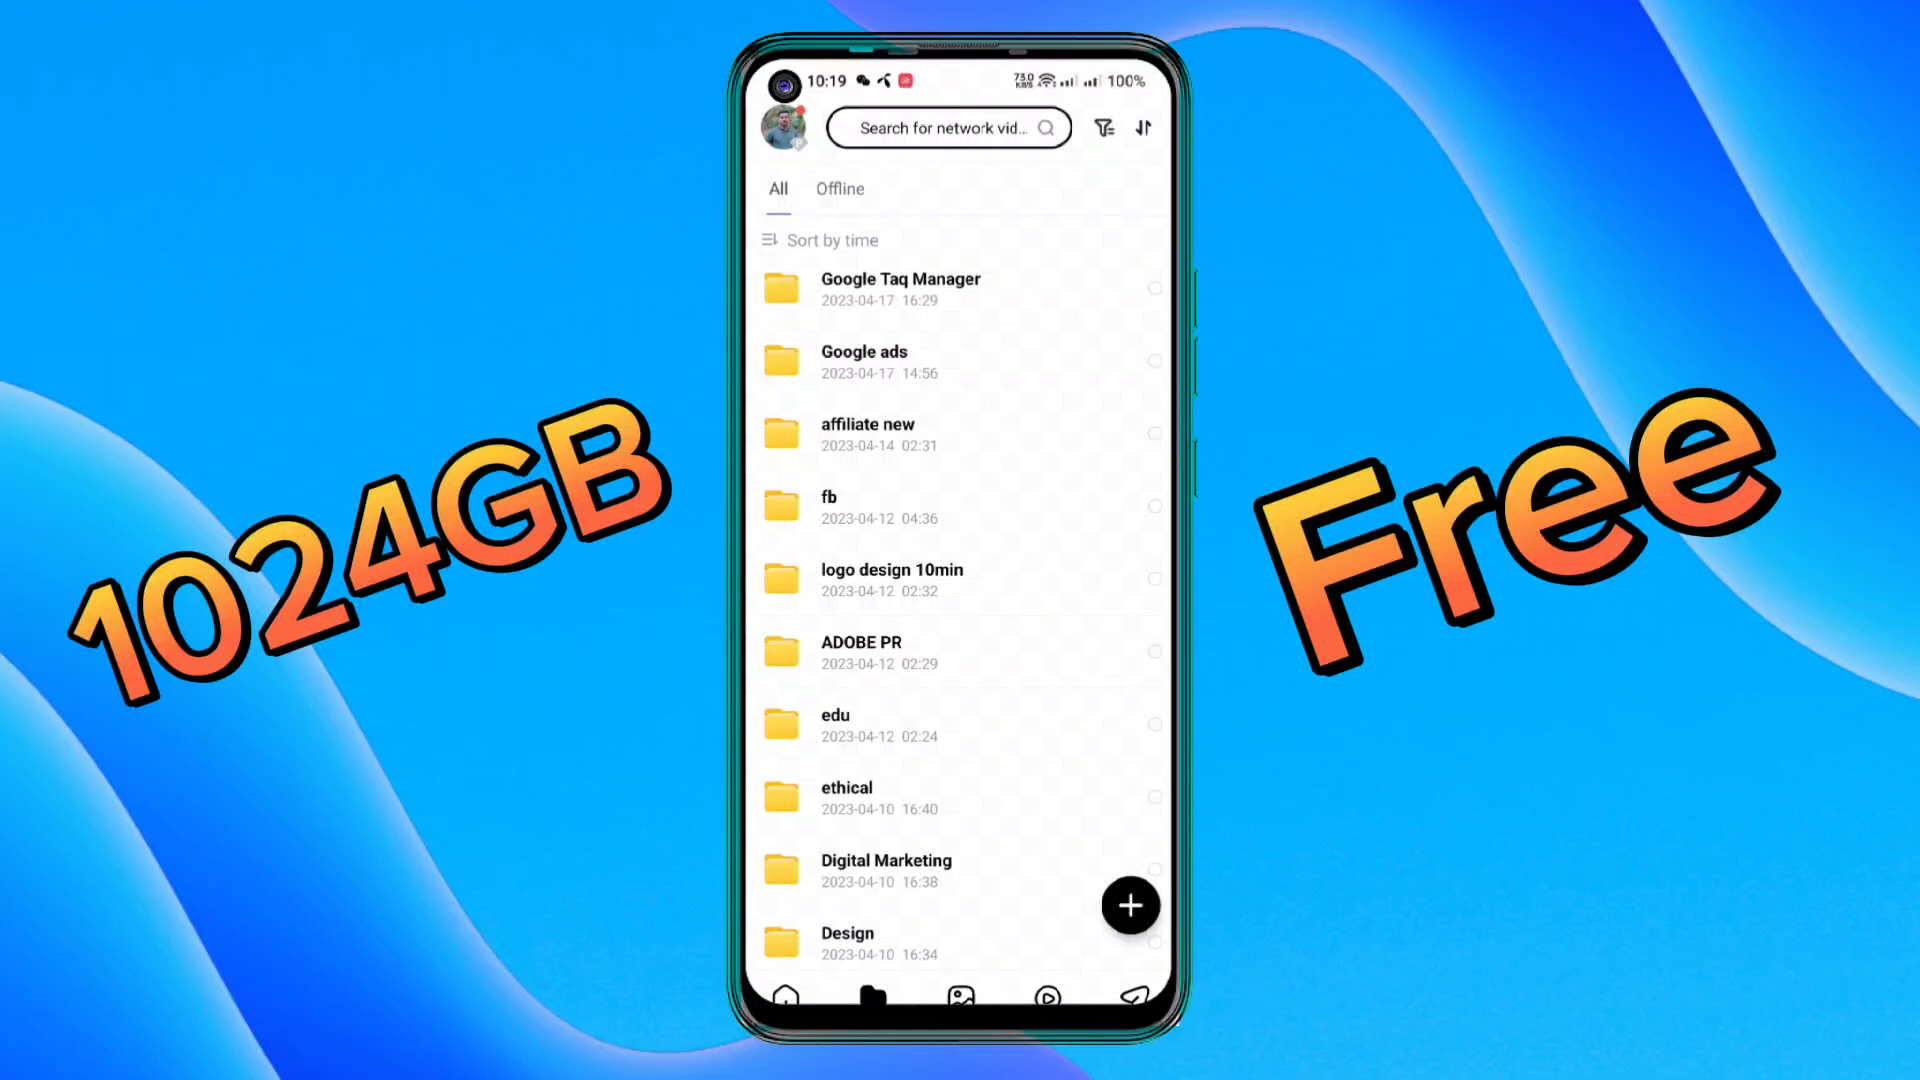 10:19
73.0
KB/S
100%
Search for network vid...
All
Offline
Sort by time
Google Taq Manager
2023-04-17 16:29
Google ads
2023-04-17 14:56
affiliate new
2023-04-14 02:31
fb
2023-04-12 04:36
logo design 10min
2023-04-12 02:32
ADOBE PR
2023-04-12 02:29
edu
2023-04-12 02:24
ethical
2023-04-10 16:40
Digital Marketing
2023-04-10 16:38
Design
2023-04-10 16:34
1024GB
Free